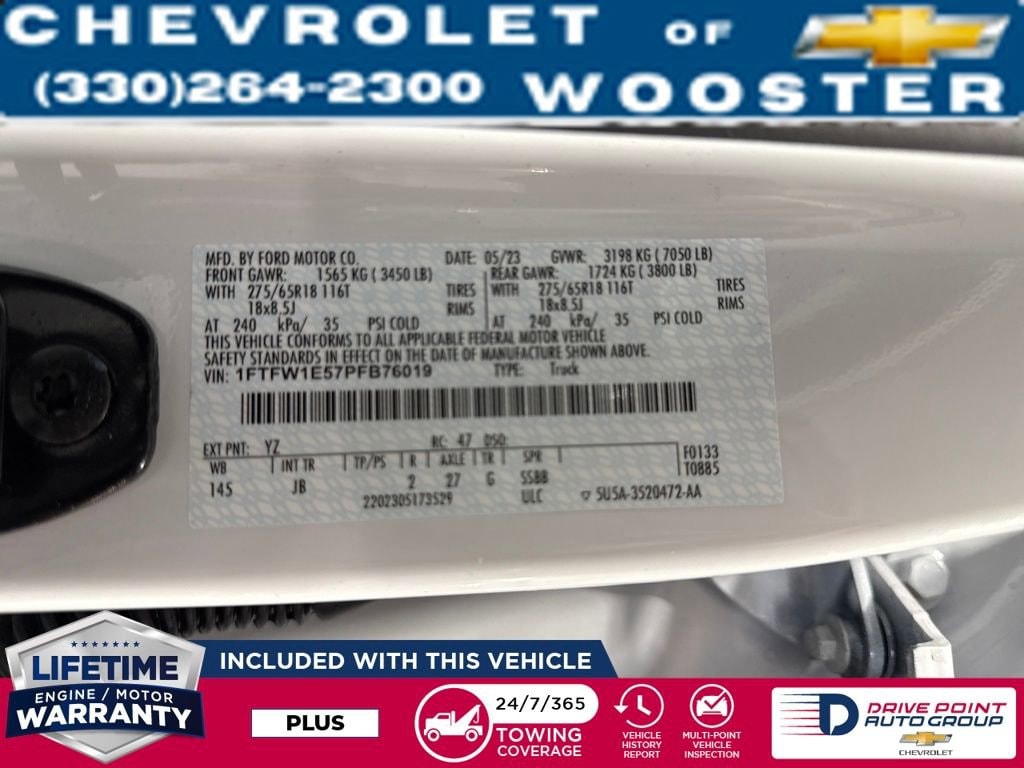 CHEVROLET OF
(330)264-2300 WOOSTER
MFD. BY FORD MOTOR CO. DATE: 05/23 GVWR: 3198 KG ( 7050 LB)
FRONT GAWR: 1565 KG ( 3450 LB) REAR GAWR: 1724 KG ( 3800 LB)
WITH 275/65R18 116T TIRES WITH 275/65R18 116T TIRES
18x8.5J RIMS 18x8.5J RIMS
AT 240 kPa/ 35 PSI COLD AT 240 kPa/ 35 PSI COLD
THIS VEHICLE CONFORMS TO ALL APPLICABLE FEDERAL MOTOR VEHICLE
SAFETY STANDARDS IN EFFECT ON THE DATE OF MANUFACTURE SHOWN ABOVE.
VIN: 1FTFW1E57PFB76019 TYPE: Truck
EXT PNT: YZ RC: 47 DSO:
WB INT TR TP/PS R AXLE TR SPR F0133
145 JB 2 27 G SSBB T0885
2202305173529 ULC 5U5A-3520472-AA
LIFETIME
ENGINE / MOTOR
WARRANTY
INCLUDED WITH THIS VEHICLE
PLUS
24/7/365
TOWING
COVERAGE
VEHICLE
HISTORY
REPORT
MULTI-POINT
VEHICLE
INSPECTION
DRIVE POINT
AUTO GROUP
CHEVROLET